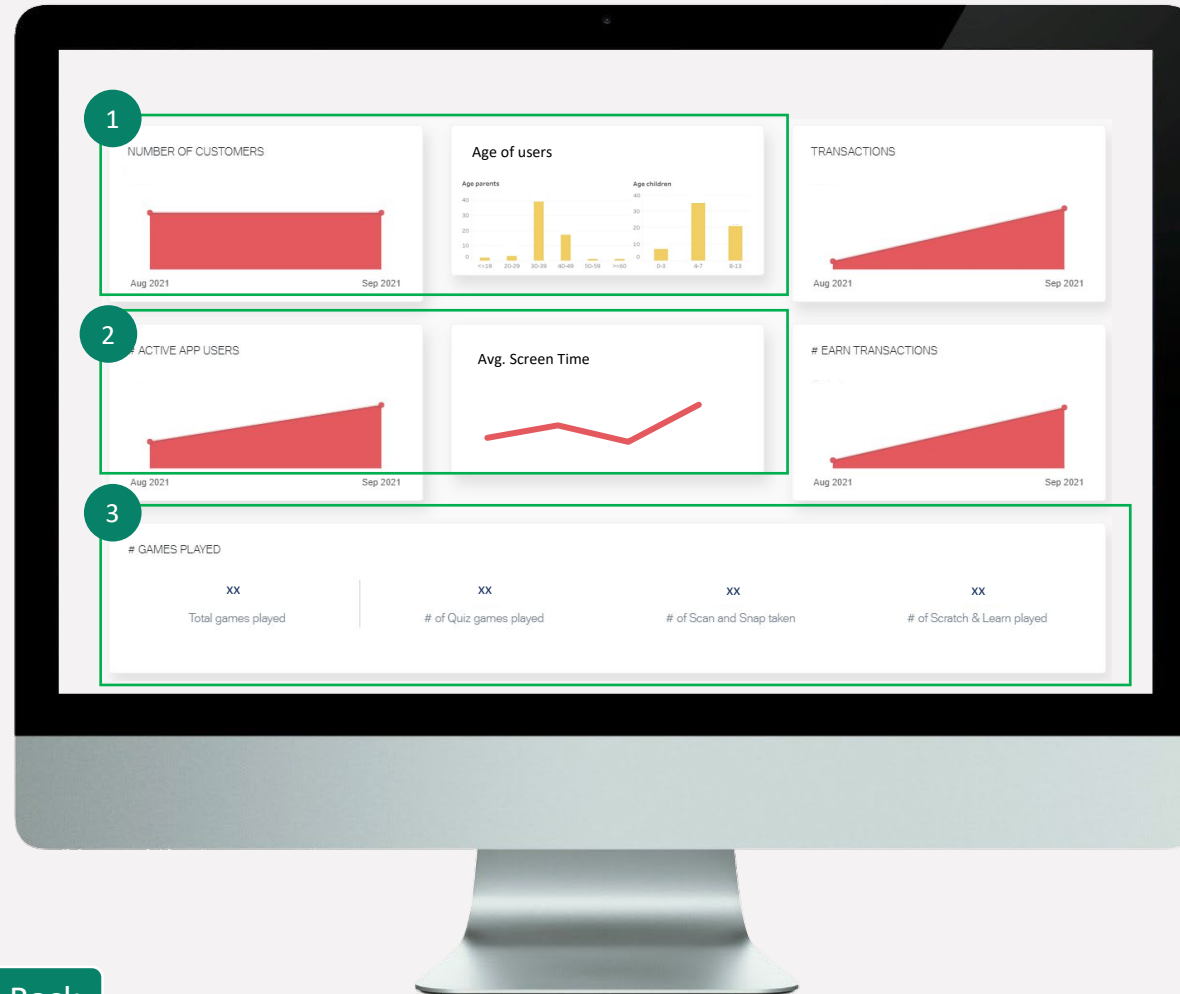 1
NUMBER OF CUSTOMERS
Aug 2021 Sep 2021
Age of users
Age parents
40
30
20
10
0
<=19 20-29 30-39 40-49 50-59 >=60
Age children
40
30
20
10
0
0-3 4-7 8-13
TRANSACTIONS
Aug 2021 Sep 2021
2
# ACTIVE APP USERS
Aug 2021 Sep 2021
Avg. Screen Time
# EARN TRANSACTIONS
Aug 2021 Sep 2021
3
# GAMES PLAYED
xx xx xx xx
Total games played # of Quiz games played # of Scan and Snap taken # of Scratch & Learn played